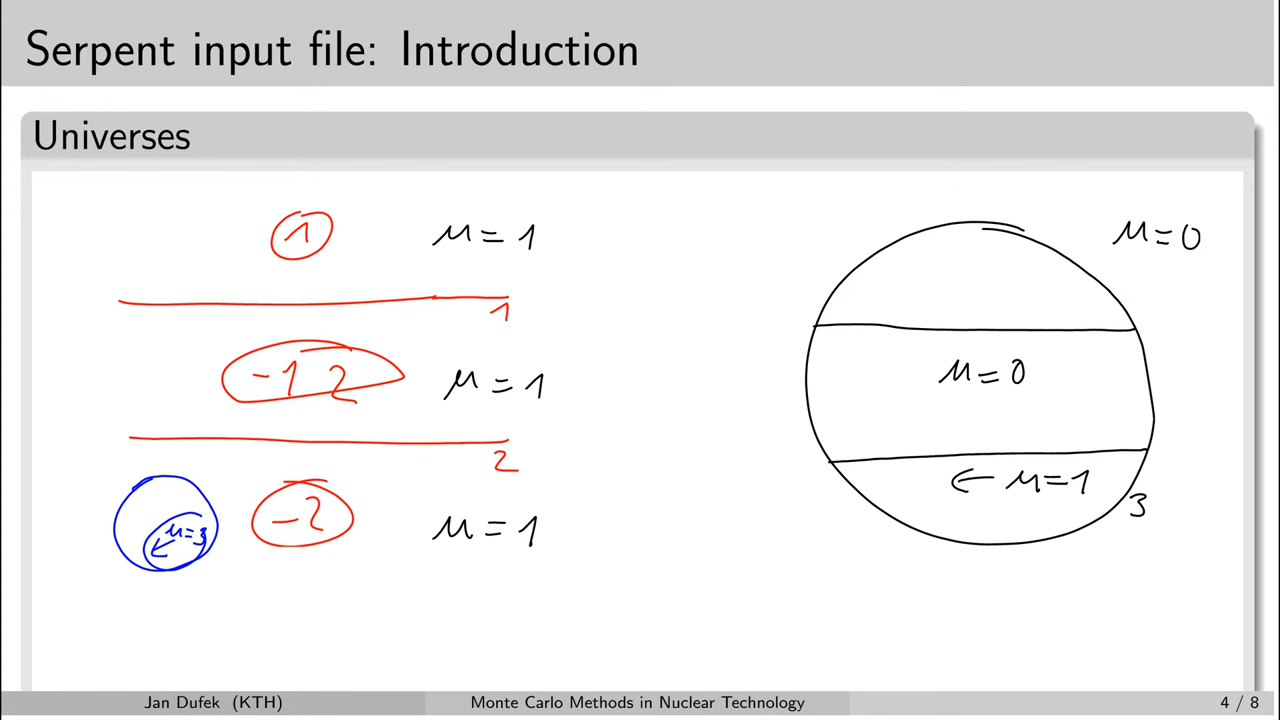 Serpent input file: Introduction
Universes
1 u = 1
1
-1 2 u = 1
2
u=3 -2 u = 1
u=0
u=0
← u=1
3
Jan Dufek (KTH) Monte Carlo Methods in Nuclear Technology 4 / 8